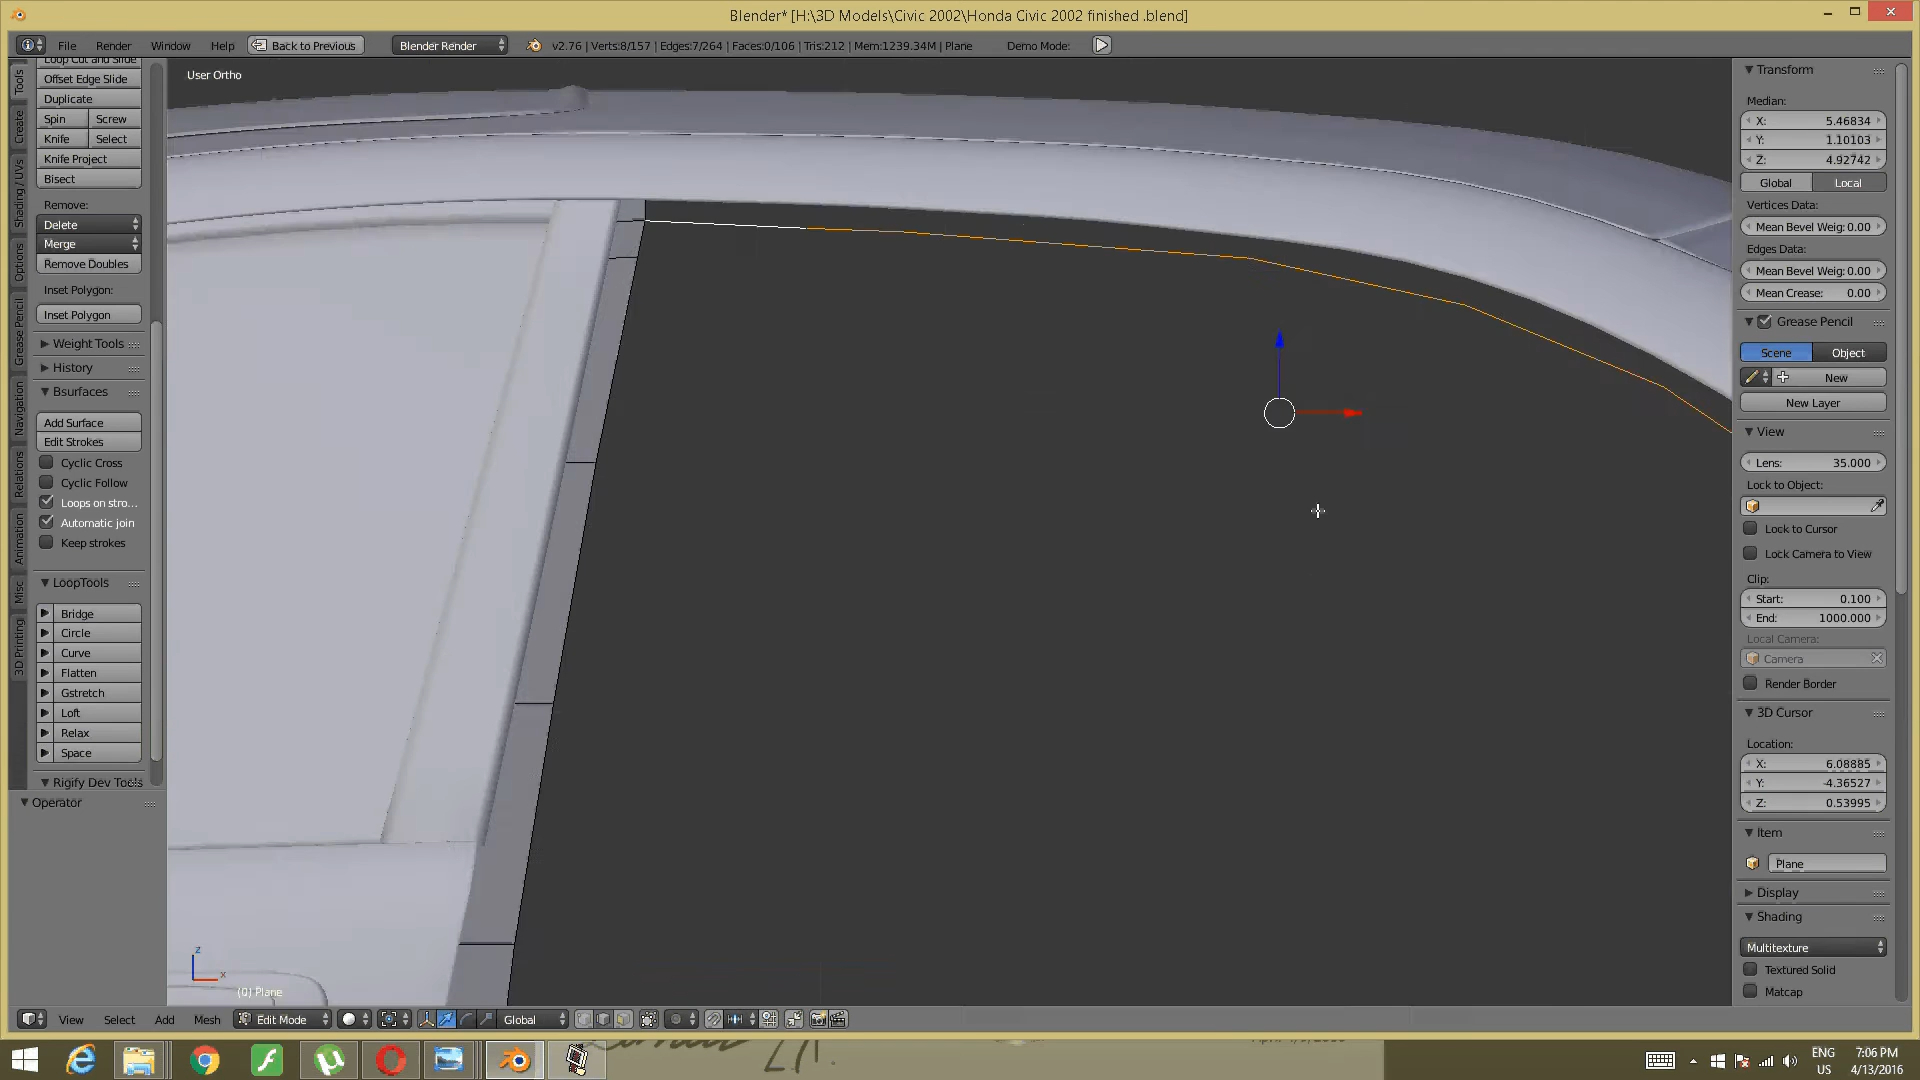 Blender* [H:\3D Models\Civic 2002\Honda Civic 2002 finished .blend]
File Render Window Help Back to Previous Blender Render v2.76 | Verts:8/157 | Edges:7/264 | Faces:0/106 | Tris:212 | Mem:1239.34M | Plane Demo Mode:
User Ortho
Tools
Create
Shading / UVs
Options
Grease Pencil
Navigation
Relations
Animation
Misc
3D Printing
Loop Cut and Slide
Offset Edge Slide
Duplicate
Spin Screw
Knife Select
Knife Project
Bisect
Remove:
Delete
Merge
Remove Doubles
Inset Polygon:
Inset Polygon
Weight Tools
History
Bsurfaces
Add Surface
Edit Strokes
Cyclic Cross
Cyclic Follow
Loops on stro...
Automatic join
Keep strokes
LoopTools
Bridge
Circle
Curve
Flatten
Gstretch
Loft
Relax
Space
Rigify Dev Tools
Operator
z
x
(0) Plane
Transform
Median:
X: 5.46834
Y: 1.10103
Z: 4.92742
Global Local
Vertices Data:
Mean Bevel Weig: 0.00
Edges Data:
Mean Bevel Weig: 0.00
Mean Crease: 0.00
Grease Pencil
Scene Object
New
New Layer
View
Lens: 35.000
Lock to Object:
Lock to Cursor
Lock Camera to View
Clip:
Start: 0.100
End: 1000.000
Local Camera:
Camera
Render Border
3D Cursor
Location:
X: 6.08885
Y: -4.36527
Z: 0.53995
Item
Plane
Display
Shading
Multitexture
Textured Solid
Matcap
View Select Add Mesh Edit Mode Global
ENG
US
7:06 PM
4/13/2016